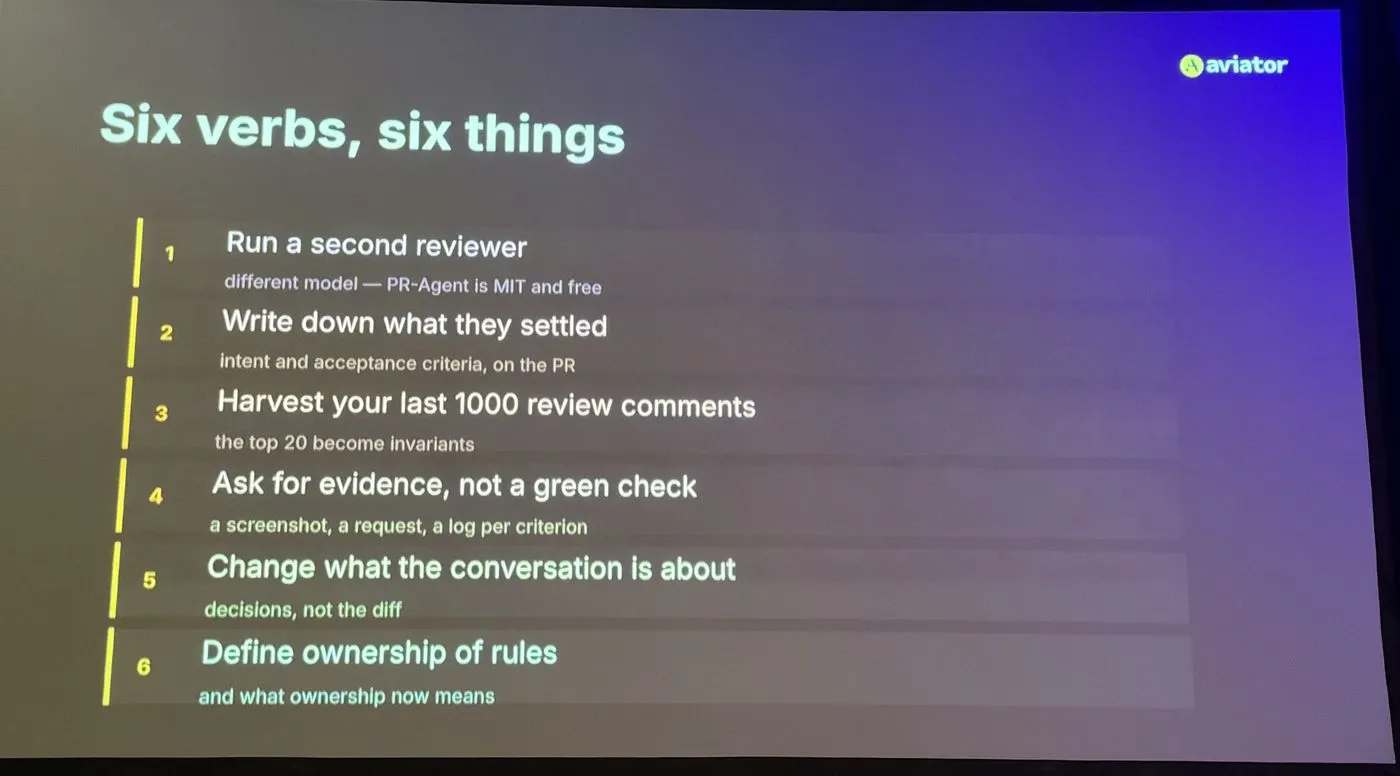 aviator
Six verbs, six things
1
Run a second reviewer
different model — PR-Agent is MIT and free
2
Write down what they settled
intent and acceptance criteria, on the PR
3
Harvest your last 1000 review comments
the top 20 become invariants
4
Ask for evidence, not a green check
a screenshot, a request, a log per criterion
5
Change what the conversation is about
decisions, not the diff
6
Define ownership of rules
and what ownership now means